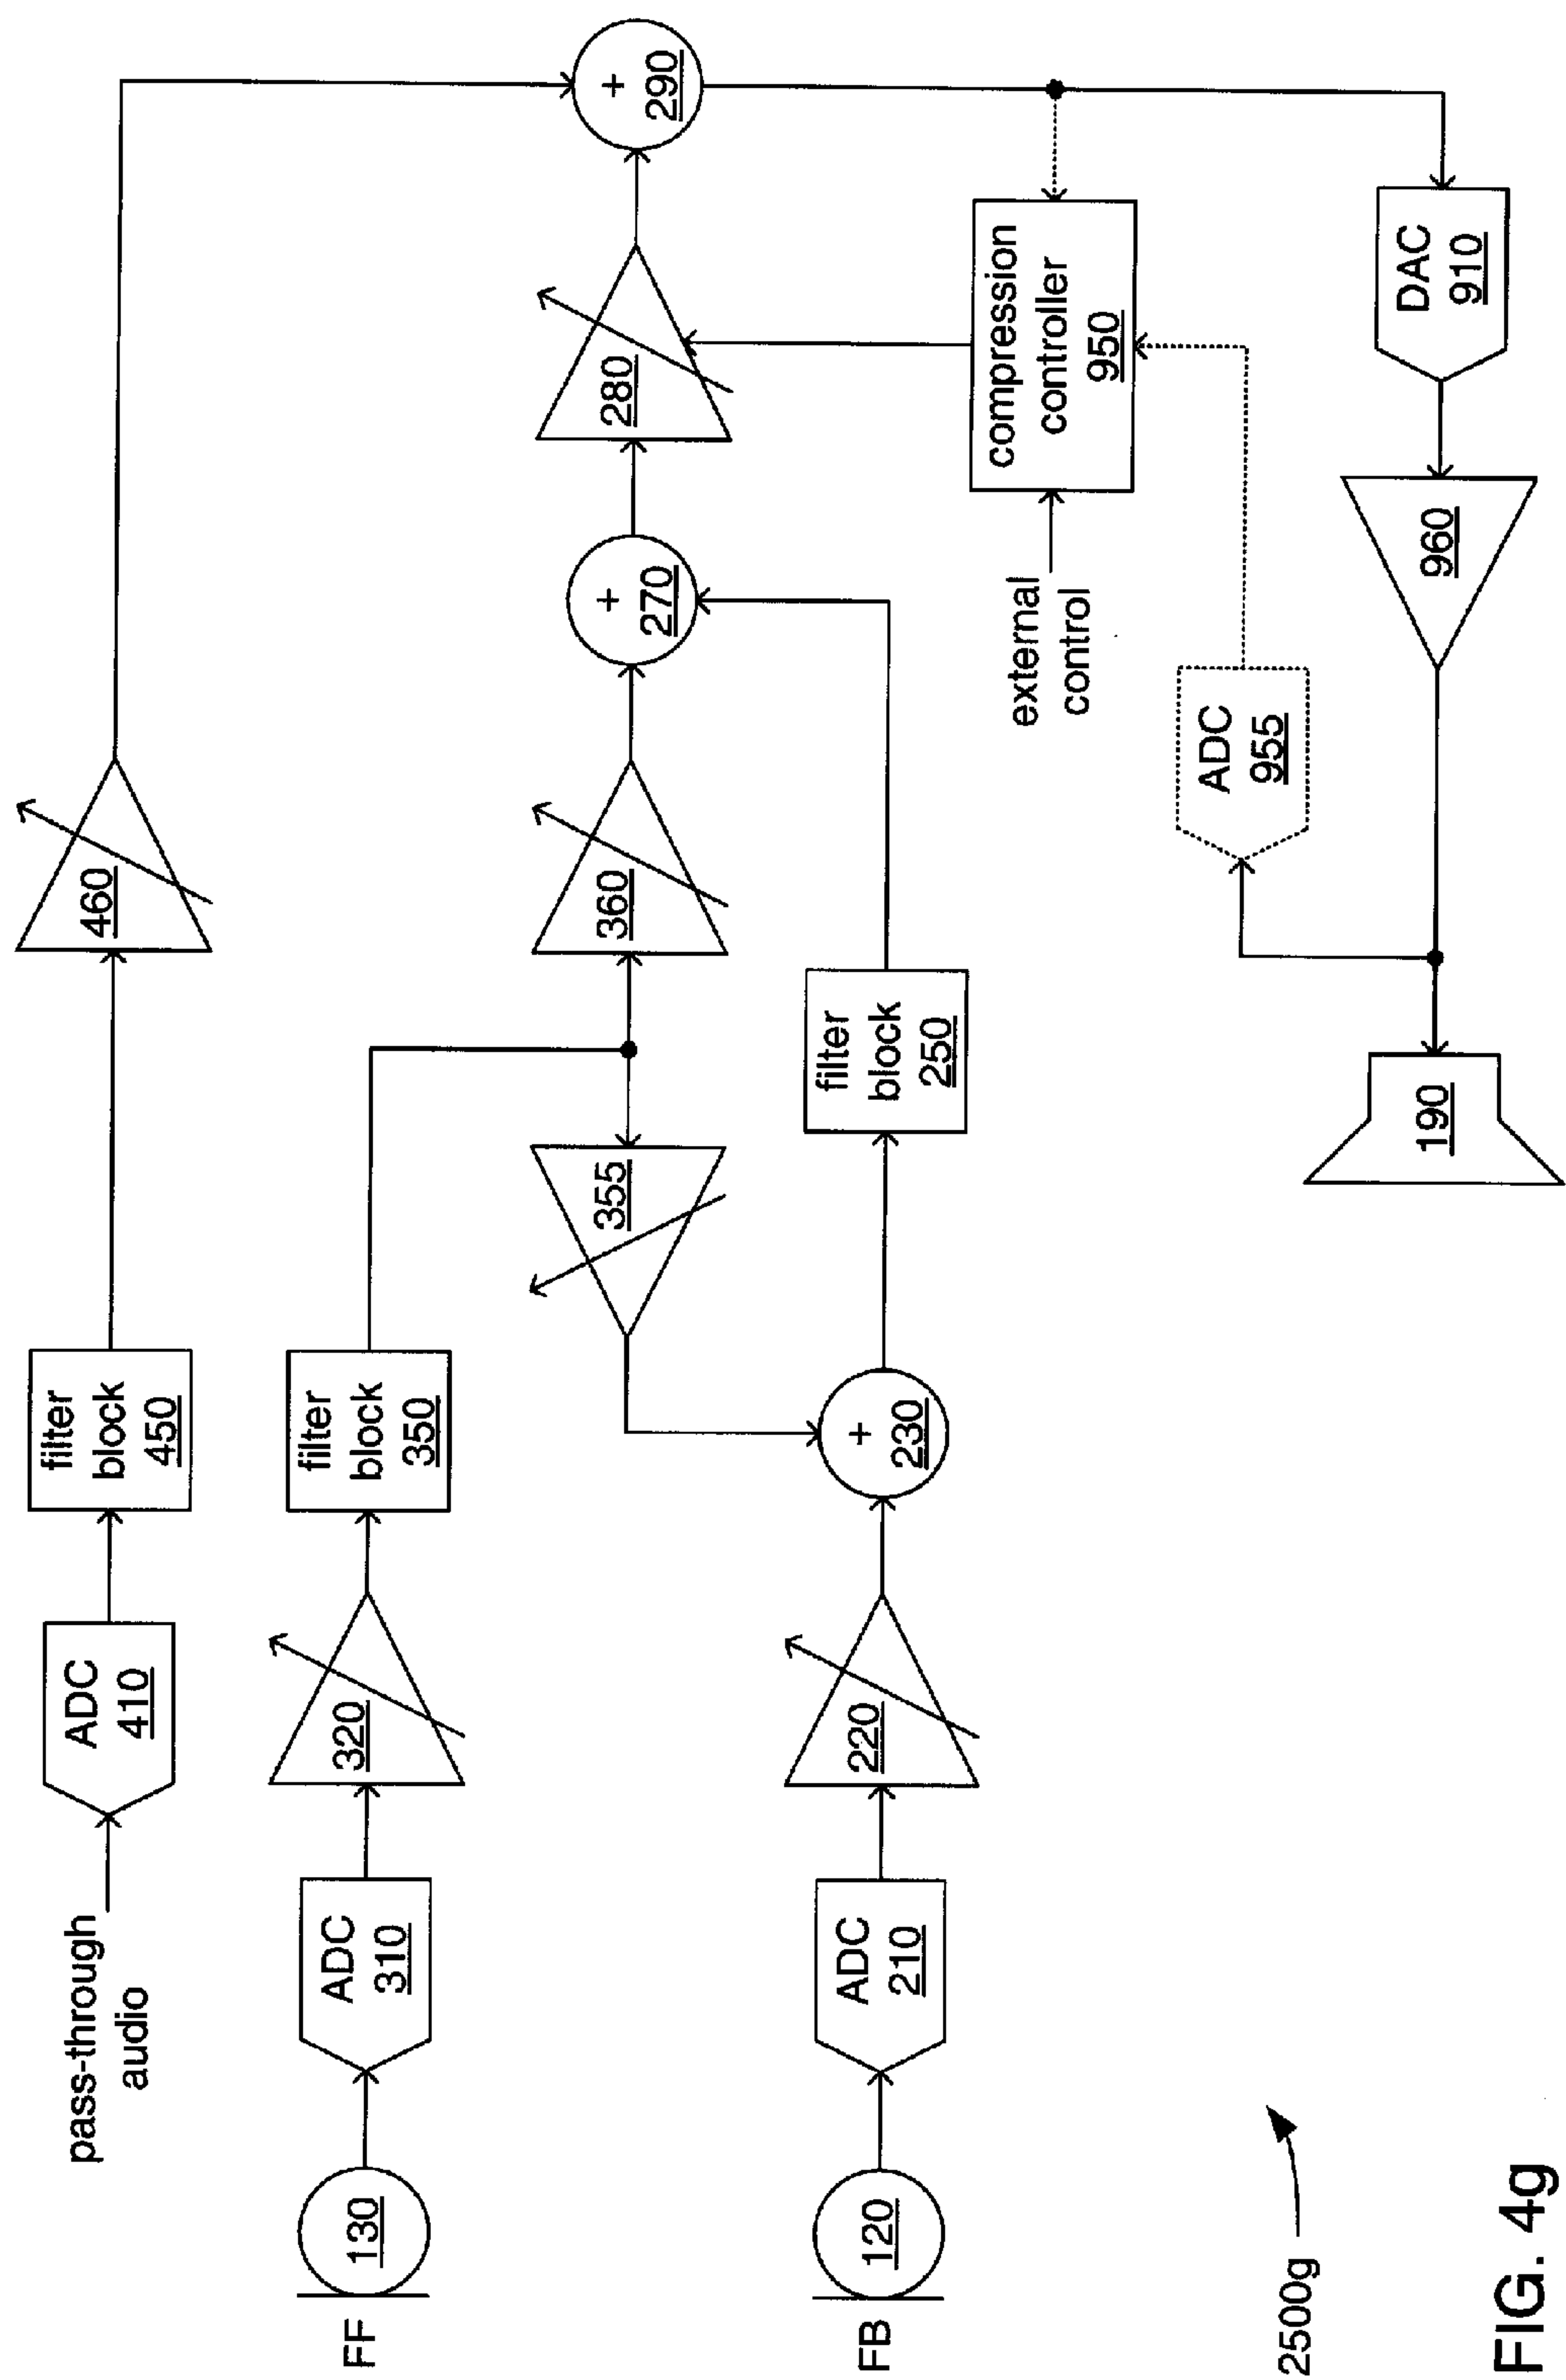 pass-through
audio
ADC
410
filter
block
450
460
FF
130
ADC
310
320
filter
block
350
355
360
+
270
280
+
290
FB
120
ADC
210
220
+
230
filter
block
250
external
control
compression
controller
950
ADC
955
DAC
910
960
190
2500g
FIG. 4g